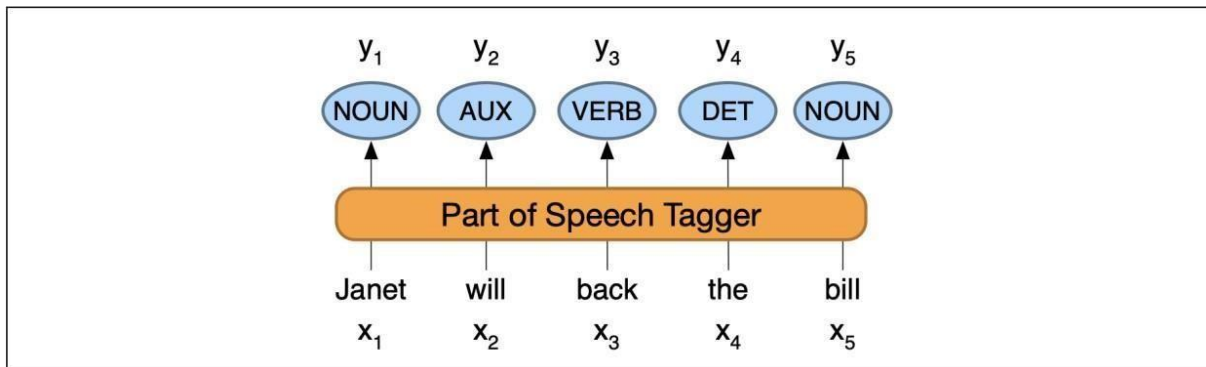 y₁ y₂ y₃ y₄ y₅
NOUN AUX VERB DET NOUN
Part of Speech Tagger
Janet will back the bill
x₁ x₂ x₃ x₄ x₅